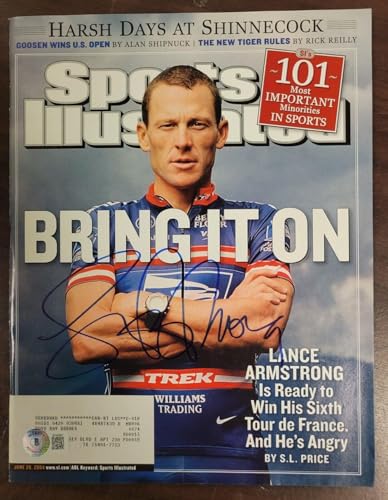 HARSH DAYS AT SHINNECOCK
GOOSEN WINS U.S. OPEN BY ALAN SHIPNUCK | THE NEW TIGER RULES BY RICK REILLY
SI's
~101~
Most
IMPORTANT
Minorities
IN SPORTS
Sports
Illustrated
BRING IT ON
TREK
WILLIAMS
TRADING
LANCE
ARMSTRONG
Is Ready to
Win His Sixth
Tour de France.
And He's Angry
BY S.L. PRICE
JUNE 28, 2004 www.si.com/AOL Keyword: Sports Illustrated